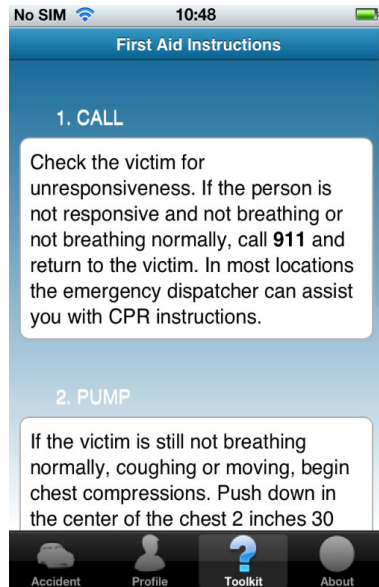 No SIM 10:48
First Aid Instructions
1. CALL
Check the victim for
unresponsiveness. If the person is
not responsive and not breathing or
not breathing normally, call 911 and
return to the victim. In most locations
the emergency dispatcher can assist
you with CPR instructions.
2. PUMP
If the victim is still not breathing
normally, coughing or moving, begin
chest compressions. Push down in
the center of the chest 2 inches 30
Accident Profile Toolkit About